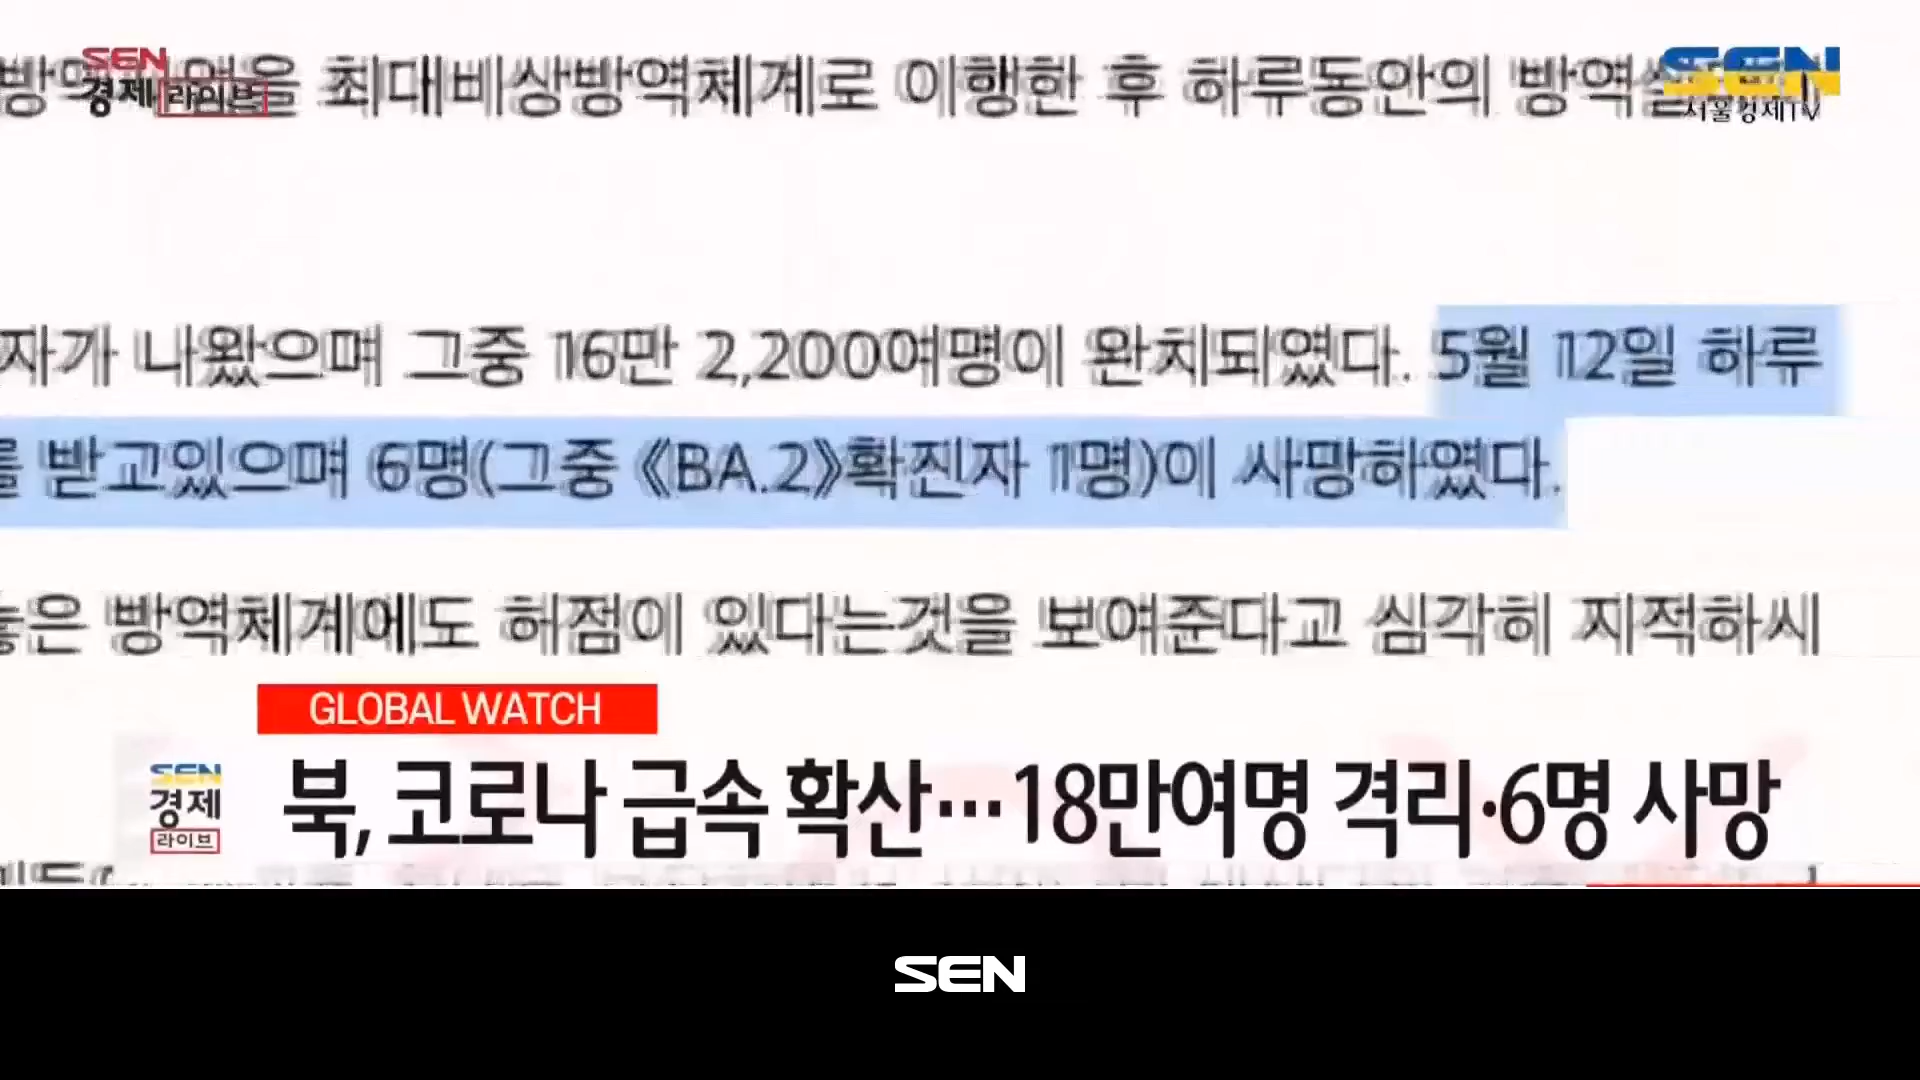 SEN
경제 라이브
SEN
서울경제TV
최대비상방역체계로 이행한 후 하루동안의
자가 나왔으며 그중 16만 2,200여명이 완치되였다. 5월 12일 하루
를 받고있으며 6명(그중 《BA.2》확진자 1명)이 사망하였다.
은 방역체계에도 허점이 있다는것을 보여준다고 심각히 지적하시
GLOBAL WATCH
SEN
경제
라이브
북, 코로나 급속 확산…18만여명 격리·6명 사망
SEN